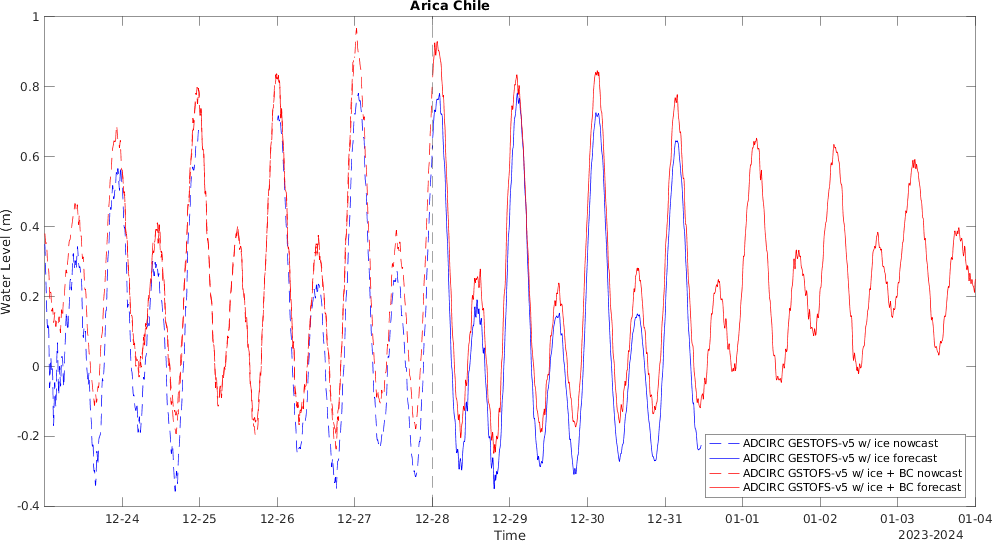 Arica Chile
1
0.8
0.6
0.4
0.2
0
-0.2
-0.4
Water Level (m)
12-24 12-25 12-26 12-27 12-28 12-29 12-30 12-31 01-01 01-02 01-03 01-04
Time
2023-2024
ADCIRC GESTOFS-v5 w/ ice nowcast
ADCIRC GESTOFS-v5 w/ ice forecast
ADCIRC GSTOFS-v5 w/ ice + BC nowcast
ADCIRC GSTOFS-v5 w/ ice + BC forecast